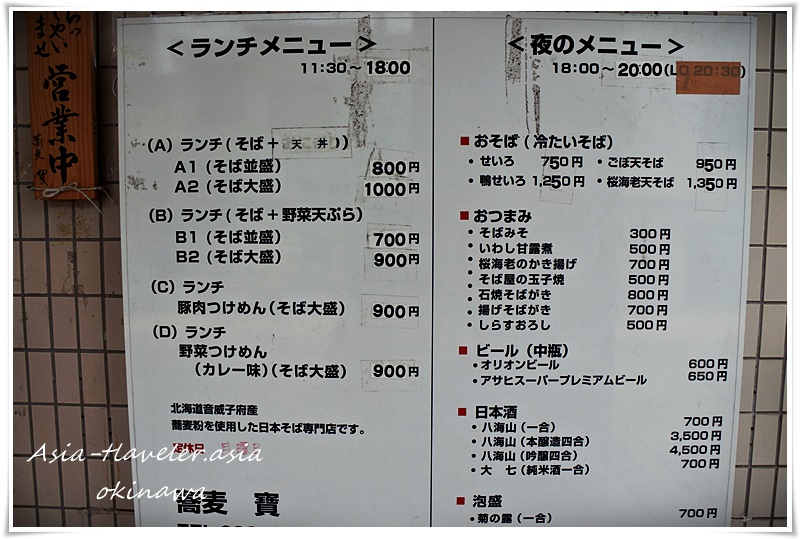 営業中
＜ランチメニュー＞
11:30～18:00
(A) ランチ(そば＋天丼)
A1 (そば並盛) 800円
A2 (そば大盛) 1000円
(B) ランチ(そば＋野菜天ぷら)
B1 (そば並盛) 700円
B2 (そば大盛) 900円
(C) ランチ
豚肉つけめん(そば大盛) 900円
(D) ランチ
野菜つけめん
(カレー味)(そば大盛) 900円
北海道音威子府産
蕎麦粉を使用した日本そば専門店です。
定休日
蕎麦 寳
＜夜のメニュー＞
18:00～20:00(LO 20:30)
■ おそば(冷たいそば)
・せいろ 750円 ・ごぼ天そば 950円
・鴨せいろ 1,250円 ・桜海老天そば 1,350円
■ おつまみ
・そばみそ 300円
・いわし甘露煮 500円
・桜海老のかき揚げ 700円
・そば屋の玉子焼 500円
・石焼そばがき 800円
・揚げそばがき 700円
・しらすおろし 500円
■ ビール (中瓶)
・オリオンビール 600円
・アサヒスーパープレミアムビール 650円
■ 日本酒
・八海山 (一合) 700円
・八海山 (本醸造四合) 3,500円
・八海山 (吟醸四合) 4,500円
・大 七 (純米酒一合) 700円
■ 泡盛
・菊の露 (一合) 700円
Asia-Haveler.asia
okinawa